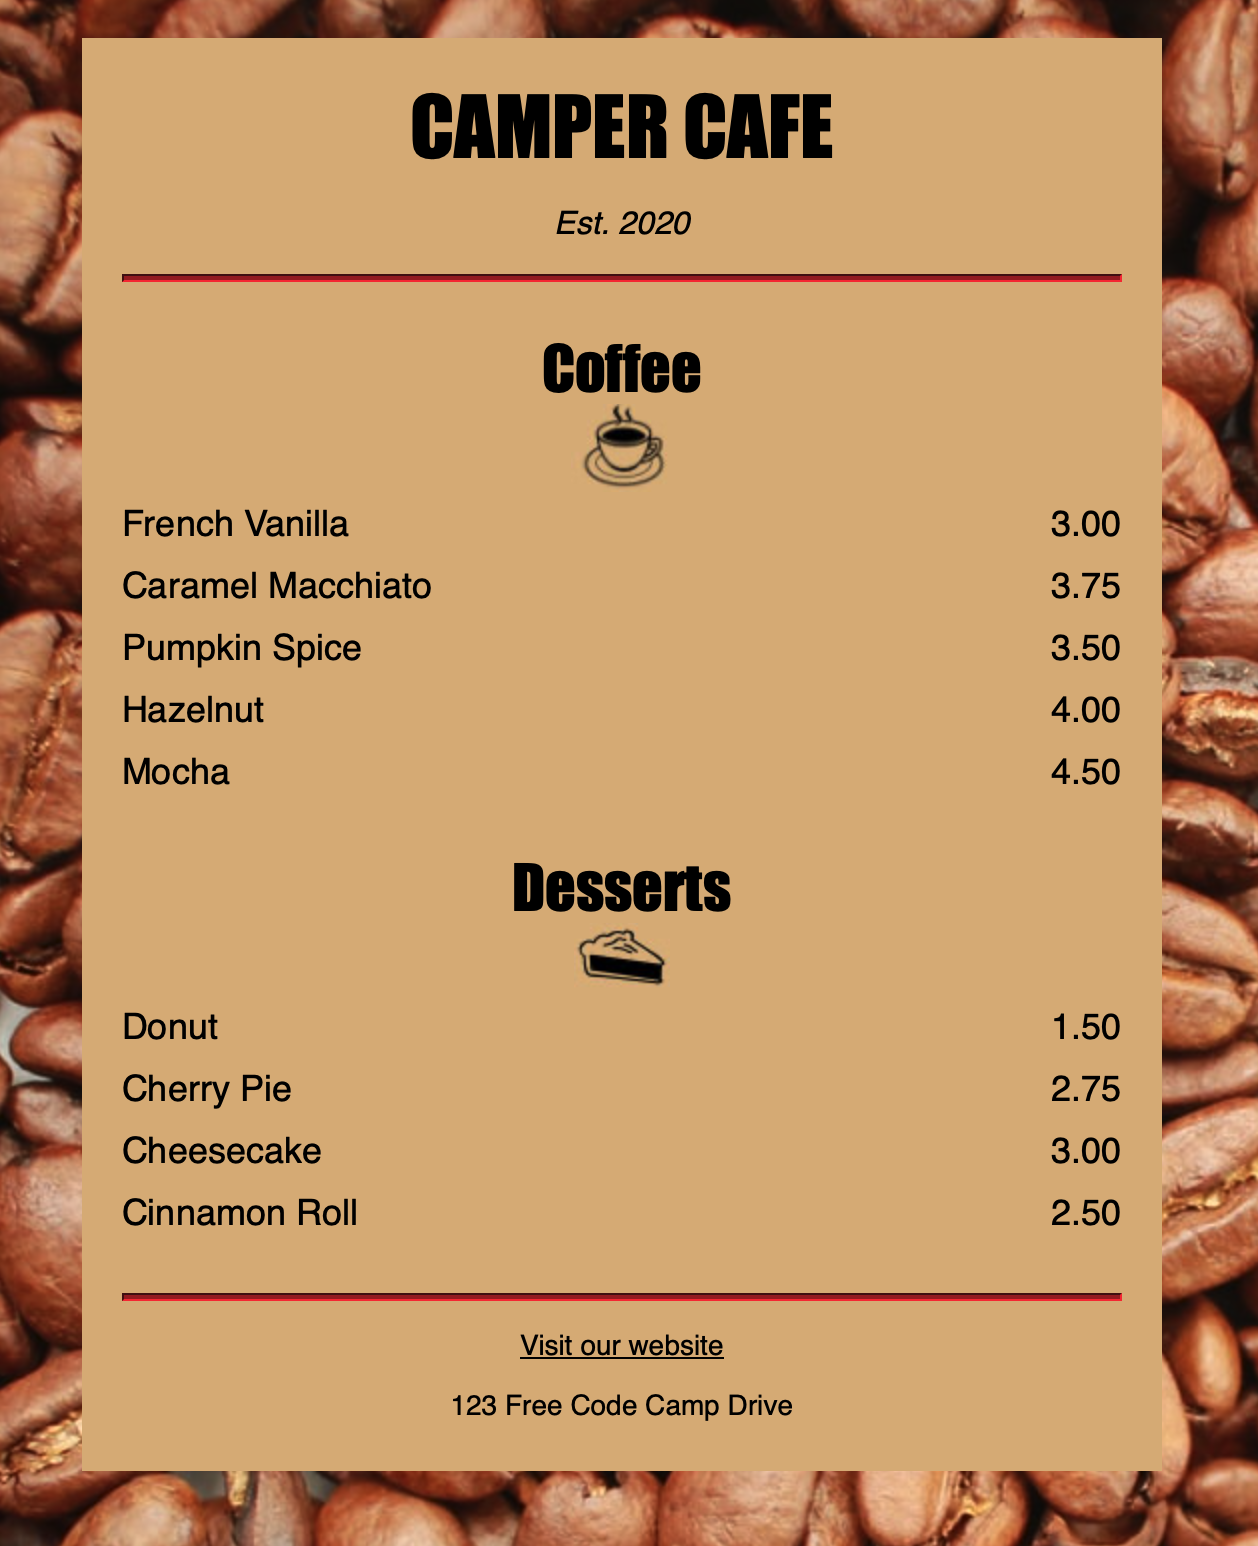 CAMPER CAFE
Est. 2020
Coffee
French Vanilla 3.00
Caramel Macchiato 3.75
Pumpkin Spice 3.50
Hazelnut 4.00
Mocha 4.50
Desserts
Donut 1.50
Cherry Pie 2.75
Cheesecake 3.00
Cinnamon Roll 2.50
Visit our website
123 Free Code Camp Drive